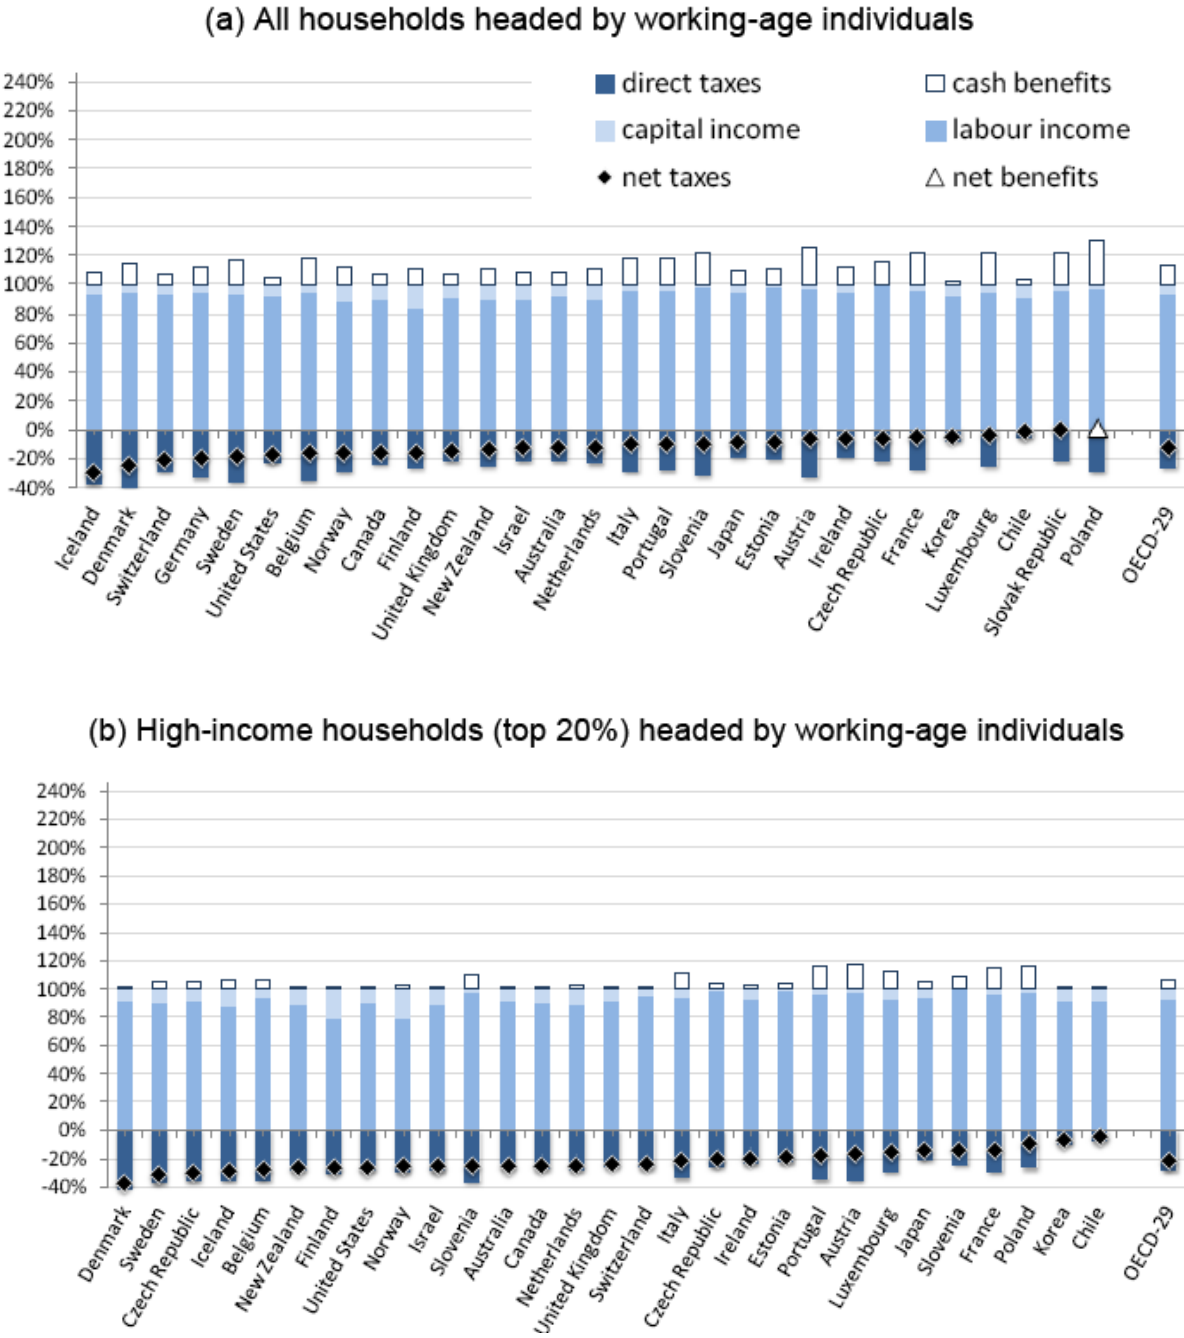 (a) All households headed by working-age individuals
direct taxes
cash benefits
capital income
labour income
net taxes
net benefits
240%
220%
200%
180%
160%
140%
120%
100%
80%
60%
40%
20%
0%
-20%
-40%
Iceland
Denmark
Switzerland
Germany
Sweden
United States
Belgium
Norway
Canada
Finland
United Kingdom
New Zealand
Israel
Australia
Netherlands
Italy
Portugal
Slovenia
Japan
Estonia
Austria
Ireland
Czech Republic
France
Korea
Luxembourg
Chile
Slovak Republic
Poland
OECD-29
(b) High-income households (top 20%) headed by working-age individuals
240%
220%
200%
180%
160%
140%
120%
100%
80%
60%
40%
20%
0%
-20%
-40%
Denmark
Sweden
Czech Republic
Iceland
Belgium
New Zealand
Finland
United States
Norway
Israel
Slovenia
Australia
Canada
Netherlands
United Kingdom
Switzerland
Italy
Czech Republic
Ireland
Estonia
Portugal
Austria
Luxembourg
Japan
Slovenia
France
Poland
Korea
Chile
OECD-29